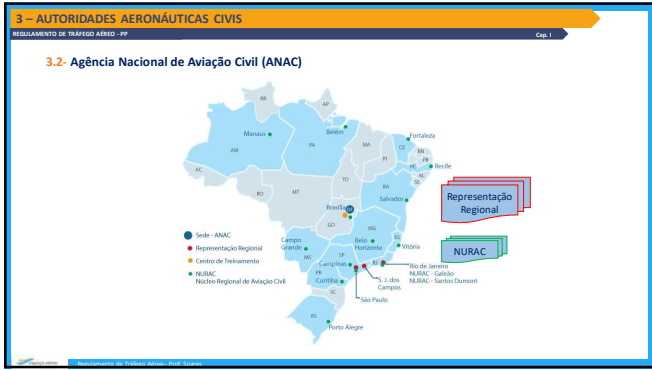 3 – AUTORIDADES AERONÁUTICAS CIVIS
REGULAMENTO DE TRÁFEGO AÉREO - PP
Cap. I
3.2- Agência Nacional de Aviação Civil (ANAC)
RR
AP
Manaus
Belém
Fortaleza
AM
PA
MA
CE
RN
PB
PI
PE
Recife
AC
AL
SE
TO
RO
MT
BA
Salvador
Representação
Regional
Brasília
DF
GO
MG
Sede - ANAC
Representação Regional
Centro de Treinamento
NURAC
Núcleo Regional de Aviação Civil
Campo
Grande
MS
Belo
Horizonte
ES
Vitória
NURAC
SP
Campinas
RJ
Rio de Janeiro
NURAC - Galeão
NURAC - Santos Dumont
PR
Curitiba
S. J. dos
Campos
SC
São Paulo
RS
Porto Alegre
Regulamento de Tráfego Aéreo– Prof. Soares